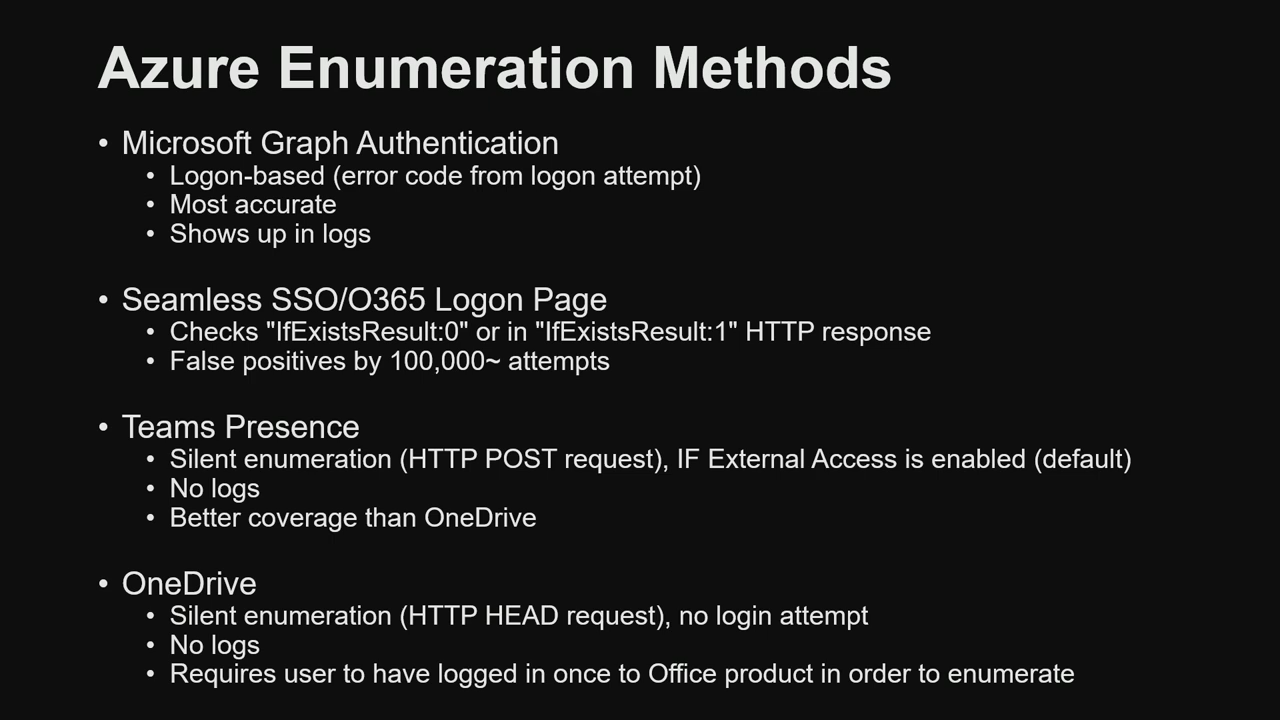 Azure Enumeration Methods
• Microsoft Graph Authentication
• Logon-based (error code from logon attempt)
• Most accurate
• Shows up in logs
• Seamless SSO/O365 Logon Page
• Checks "IfExistsResult:0" or in "IfExistsResult:1" HTTP response
• False positives by 100,000~ attempts
• Teams Presence
• Silent enumeration (HTTP POST request), IF External Access is enabled (default)
• No logs
• Better coverage than OneDrive
• OneDrive
• Silent enumeration (HTTP HEAD request), no login attempt
• No logs
• Requires user to have logged in once to Office product in order to enumerate